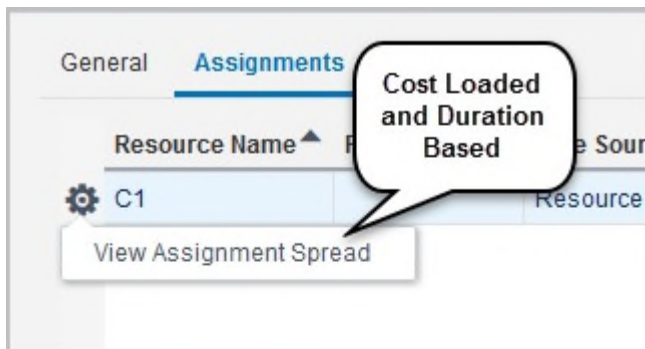 General Assignments
Cost Loaded
and Duration
Based
Resource Name
C1 Resource
View Assignment Spread